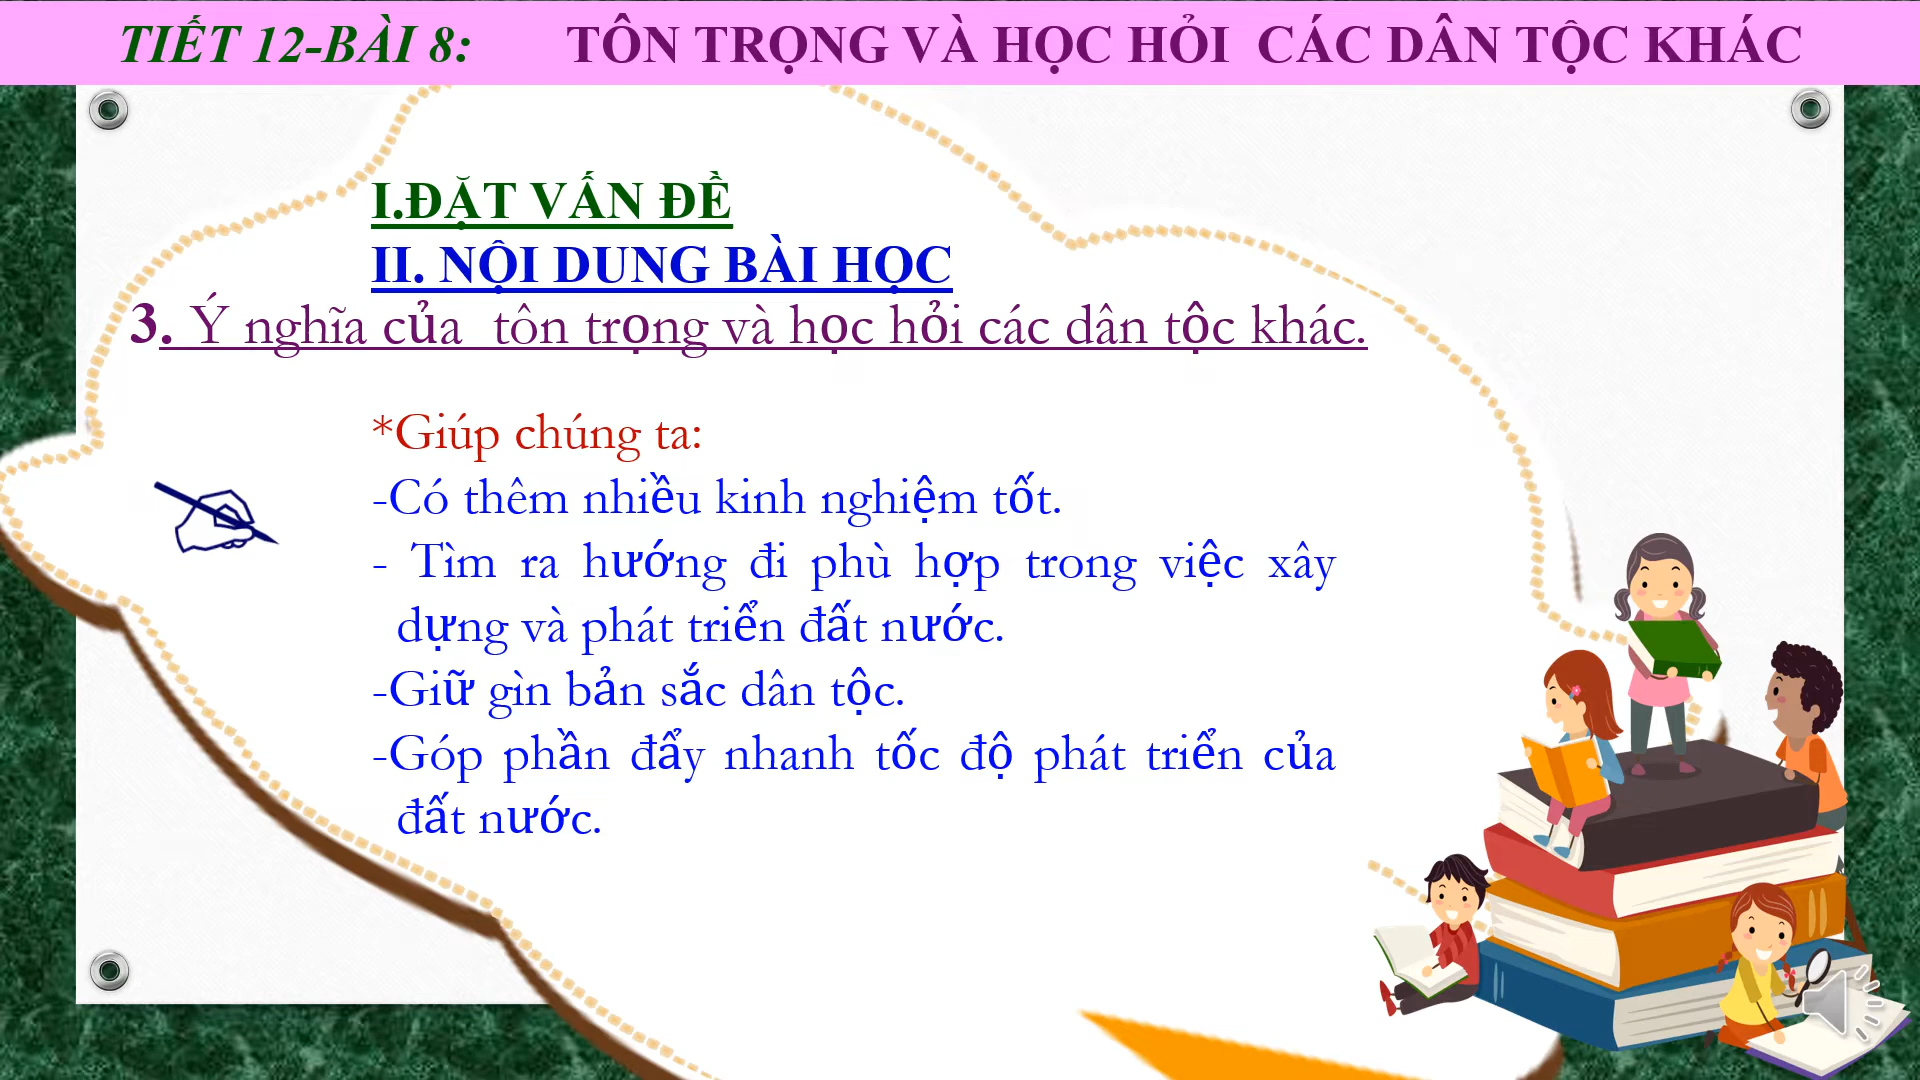 TIẾT 12-BÀI 8: TÔN TRỌNG VÀ HỌC HỎI CÁC DÂN TỘC KHÁC
I.ĐẶT VẤN ĐỀ
II. NỘI DUNG BÀI HỌC
3. Ý nghĩa của tôn trọng và học hỏi các dân tộc khác.
*Giúp chúng ta:
-Có thêm nhiều kinh nghiệm tốt.
- Tìm ra hướng đi phù hợp trong việc xây
dựng và phát triển đất nước.
-Giữ gìn bản sắc dân tộc.
-Góp phần đẩy nhanh tốc độ phát triển của
đất nước.